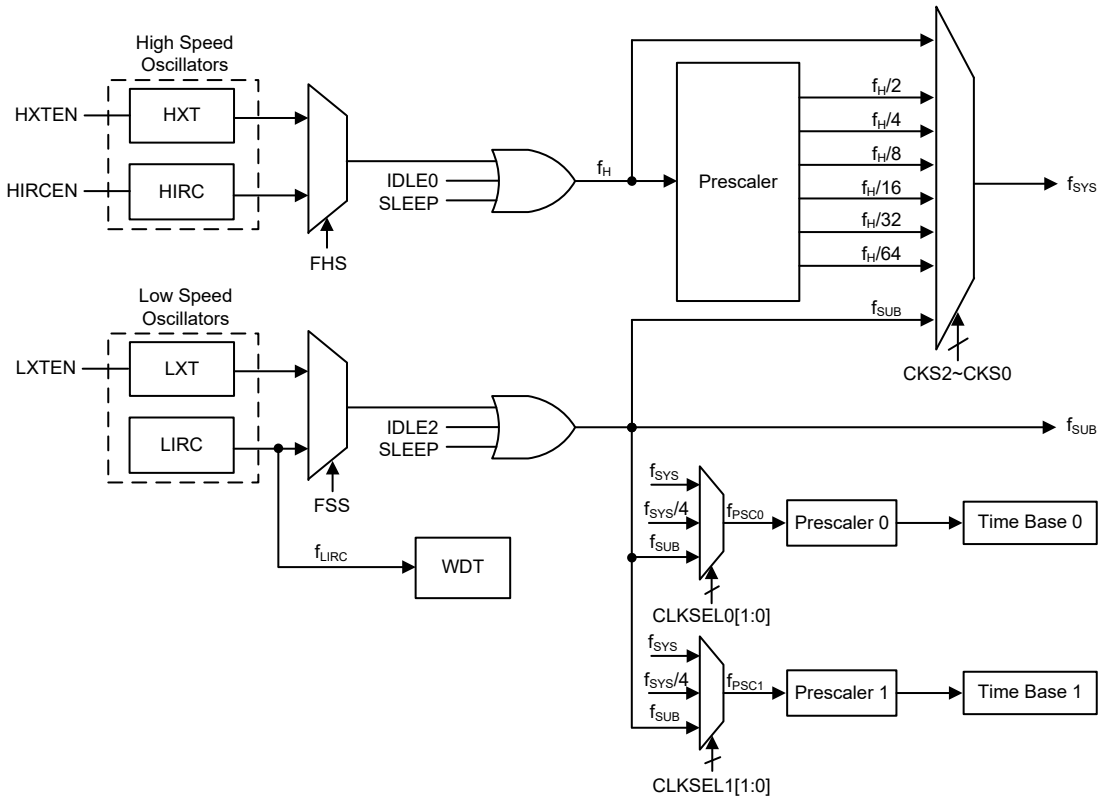 High Speed
Oscillators
HXTEN
HXT
HIRCEN
HIRC
FHS
IDLE0
SLEEP
fH
Prescaler
fH/2
fH/4
fH/8
fH/16
fH/32
fH/64
fSUB
CKS2~CKS0
fSYS
Low Speed
Oscillators
LXTEN
LXT
LIRC
FSS
IDLE2
SLEEP
fSUB
fLIRC
WDT
fSYS
fSYS/4
fSUB
fPSC0
Prescaler 0
Time Base 0
CLKSEL0[1:0]
fSYS
fSYS/4
fSUB
fPSC1
Prescaler 1
Time Base 1
CLKSEL1[1:0]